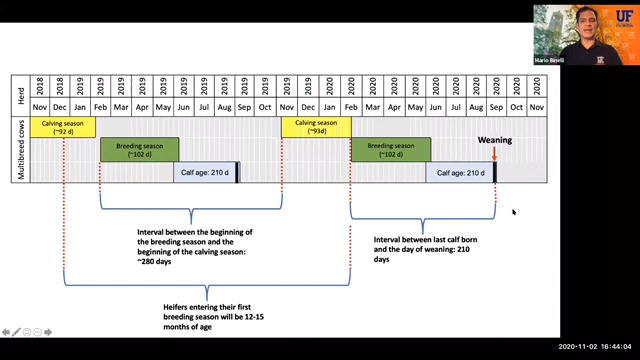 UF
Mario Binelli
Herd
2018 2018 2019 2019 2019 2019 2019 2019 2019 2019 2019 2019 2019 2019 2020 2020 2020 2020 2020 2020 2020 2020 2020 2020 2020
Nov Dec Jan Feb Mar Apr May Jun Jul Aug Sep Oct Nov Dec Jan Feb Mar Apr May Jun Jul Aug Sep Oct Nov
Multibreed cows
Calving season
(~92 d)
Calving season
(~93d)
Breeding season
(~102 d)
Breeding season
(~102 d)
Weaning
Calf age: 210 d
Calf age: 210 d
Interval between the beginning of
the breeding season and the
beginning of the calving season:
~280 days
Interval between last calf born
and the day of weaning: 210
days
Heifers entering their first
breeding season will be 12-15
months of age
2020-11-02 16:44:04